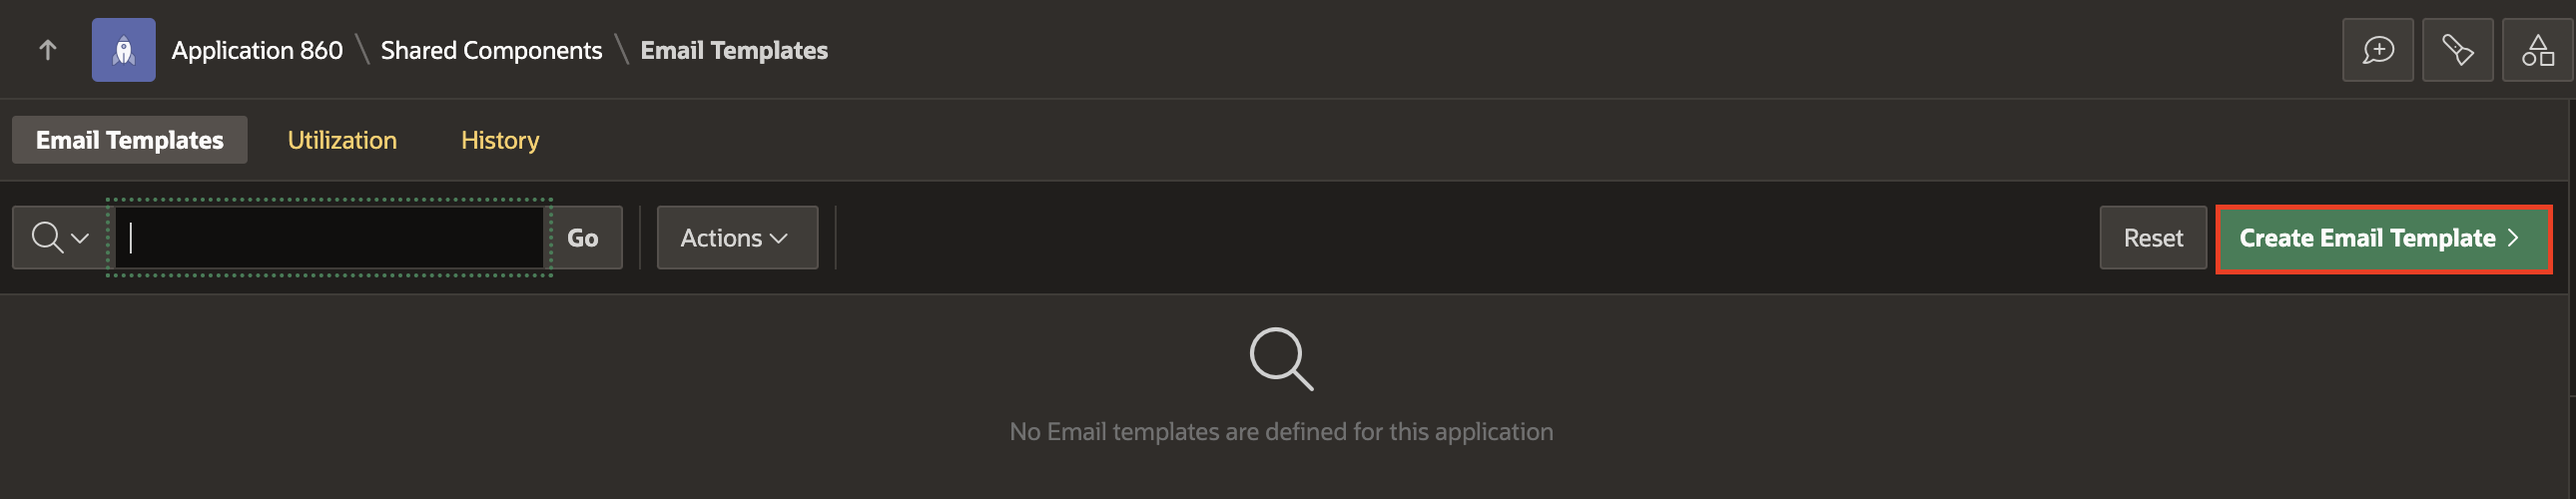 Application 860 \ Shared Components \ Email Templates
Email Templates Utilization History
Go Actions Reset Create Email Template
No Email templates are defined for this application